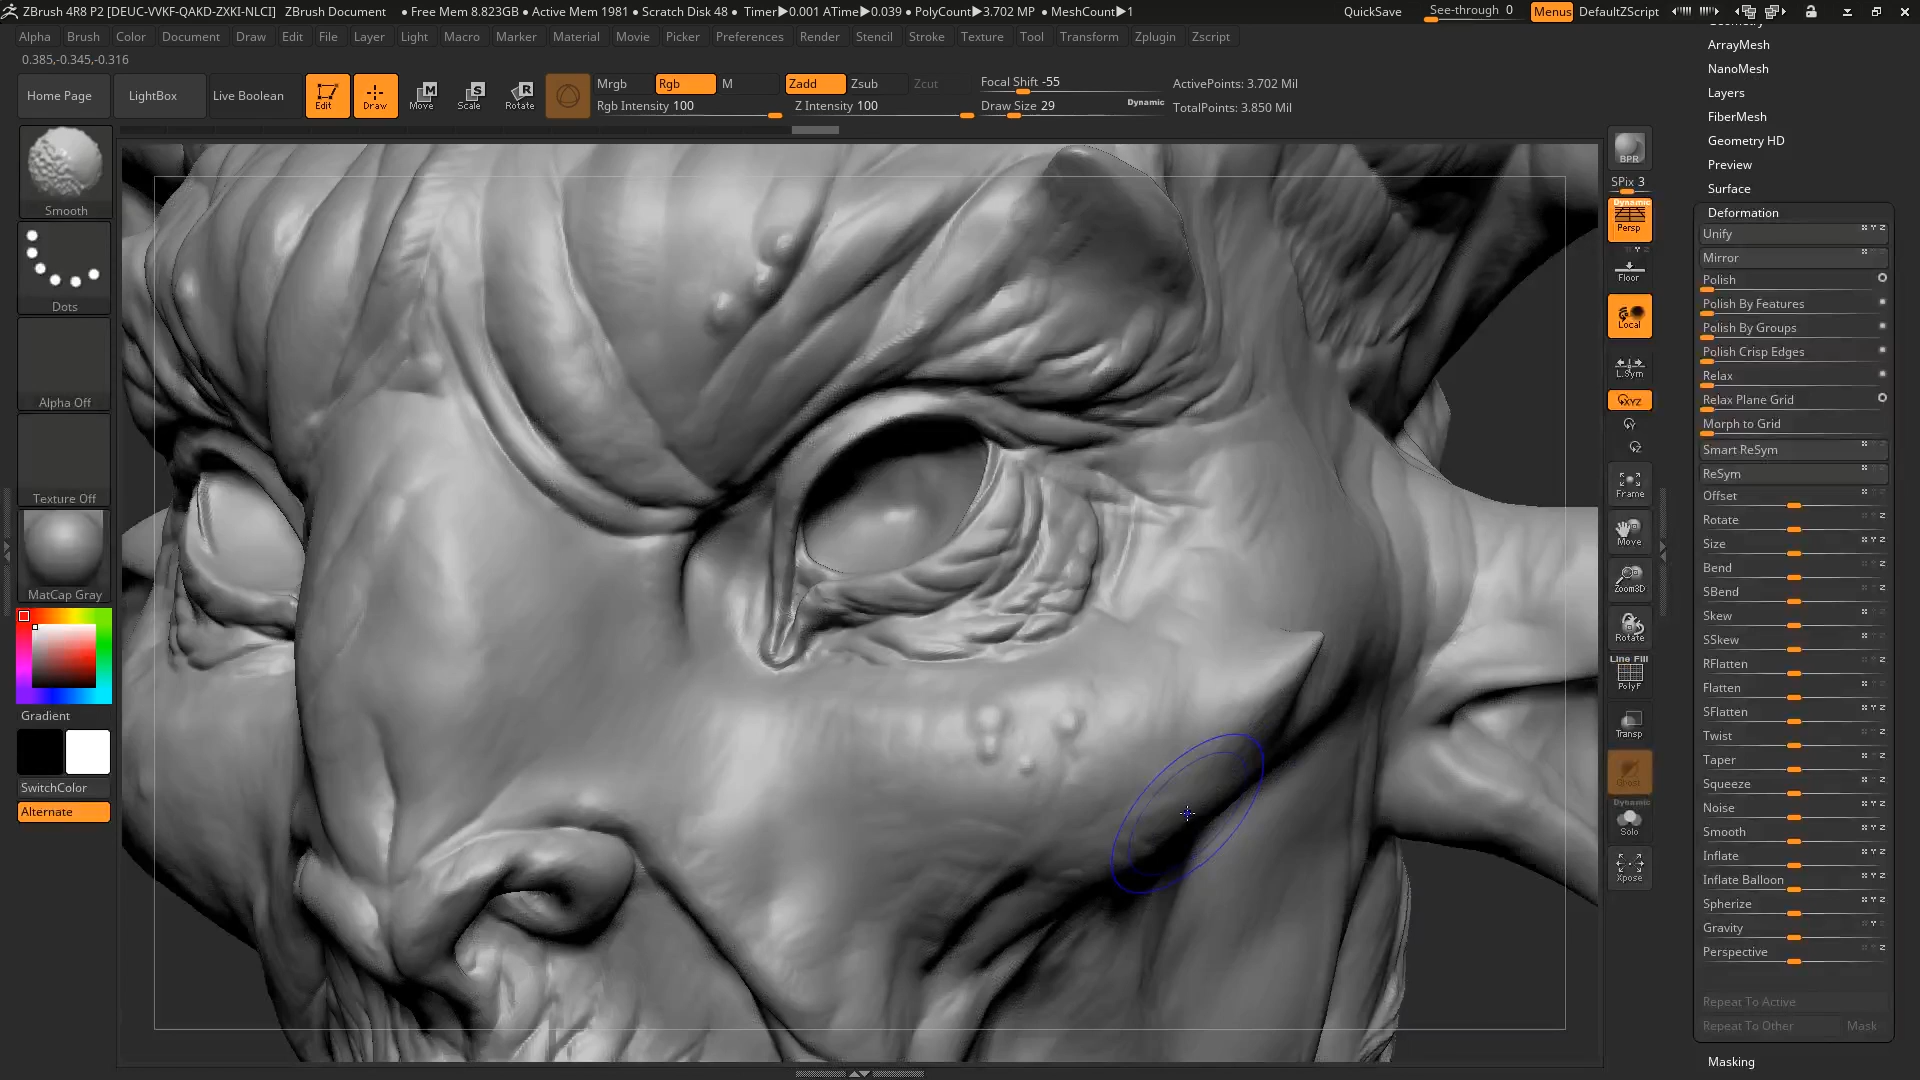 ZBrush 4R8 P2 [DEUC-VVKF-QAKD-ZXKI-NLCI] ZBrush Document • Free Mem 8.823GB • Active Mem 1981 • Scratch Disk 48 • Timer▶0.001 ATime▶0.039 • PolyCount▶3.702 MP • MeshCount▶1 QuickSave See-through 0 Menus DefaultZScript
Alpha Brush Color Document Draw Edit File Layer Light Macro Marker Material Movie Picker Preferences Render Stencil Stroke Texture Tool Transform Zplugin Zscript
0.385,-0.345,-0.316
Home Page LightBox Live Boolean Edit Draw Move Scale Rotate
Mrgb Rgb M Zadd Zsub Zcut Focal Shift -55 ActivePoints: 3.702 Mil
Rgb Intensity 100 Z Intensity 100 Draw Size 29 Dynamic TotalPoints: 3.850 Mil
Smooth
Dots
Alpha Off
Texture Off
MatCap Gray
Gradient
SwitchColor
Alternate
BPR
SPix 3
Dynamic
Persp
Floor
Local
L.Sym
XYZ
Y
Z
Frame
Move
Zoom3D
Rotate
Line Fill
PolyF
Transp
Ghost
Dynamic
Solo
Xpose
ArrayMesh
NanoMesh
Layers
FiberMesh
Geometry HD
Preview
Surface
Deformation
Unify
Mirror
Polish
Polish By Features
Polish By Groups
Polish Crisp Edges
Relax
Relax Plane Grid
Morph to Grid
Smart ReSym
ReSym
Offset
Rotate
Size
Bend
SBend
Skew
SSkew
RFlatten
Flatten
SFlatten
Twist
Taper
Squeeze
Noise
Smooth
Inflate
Inflate Balloon
Spherize
Gravity
Perspective
Repeat To Active
Repeat To Other Mask
Masking